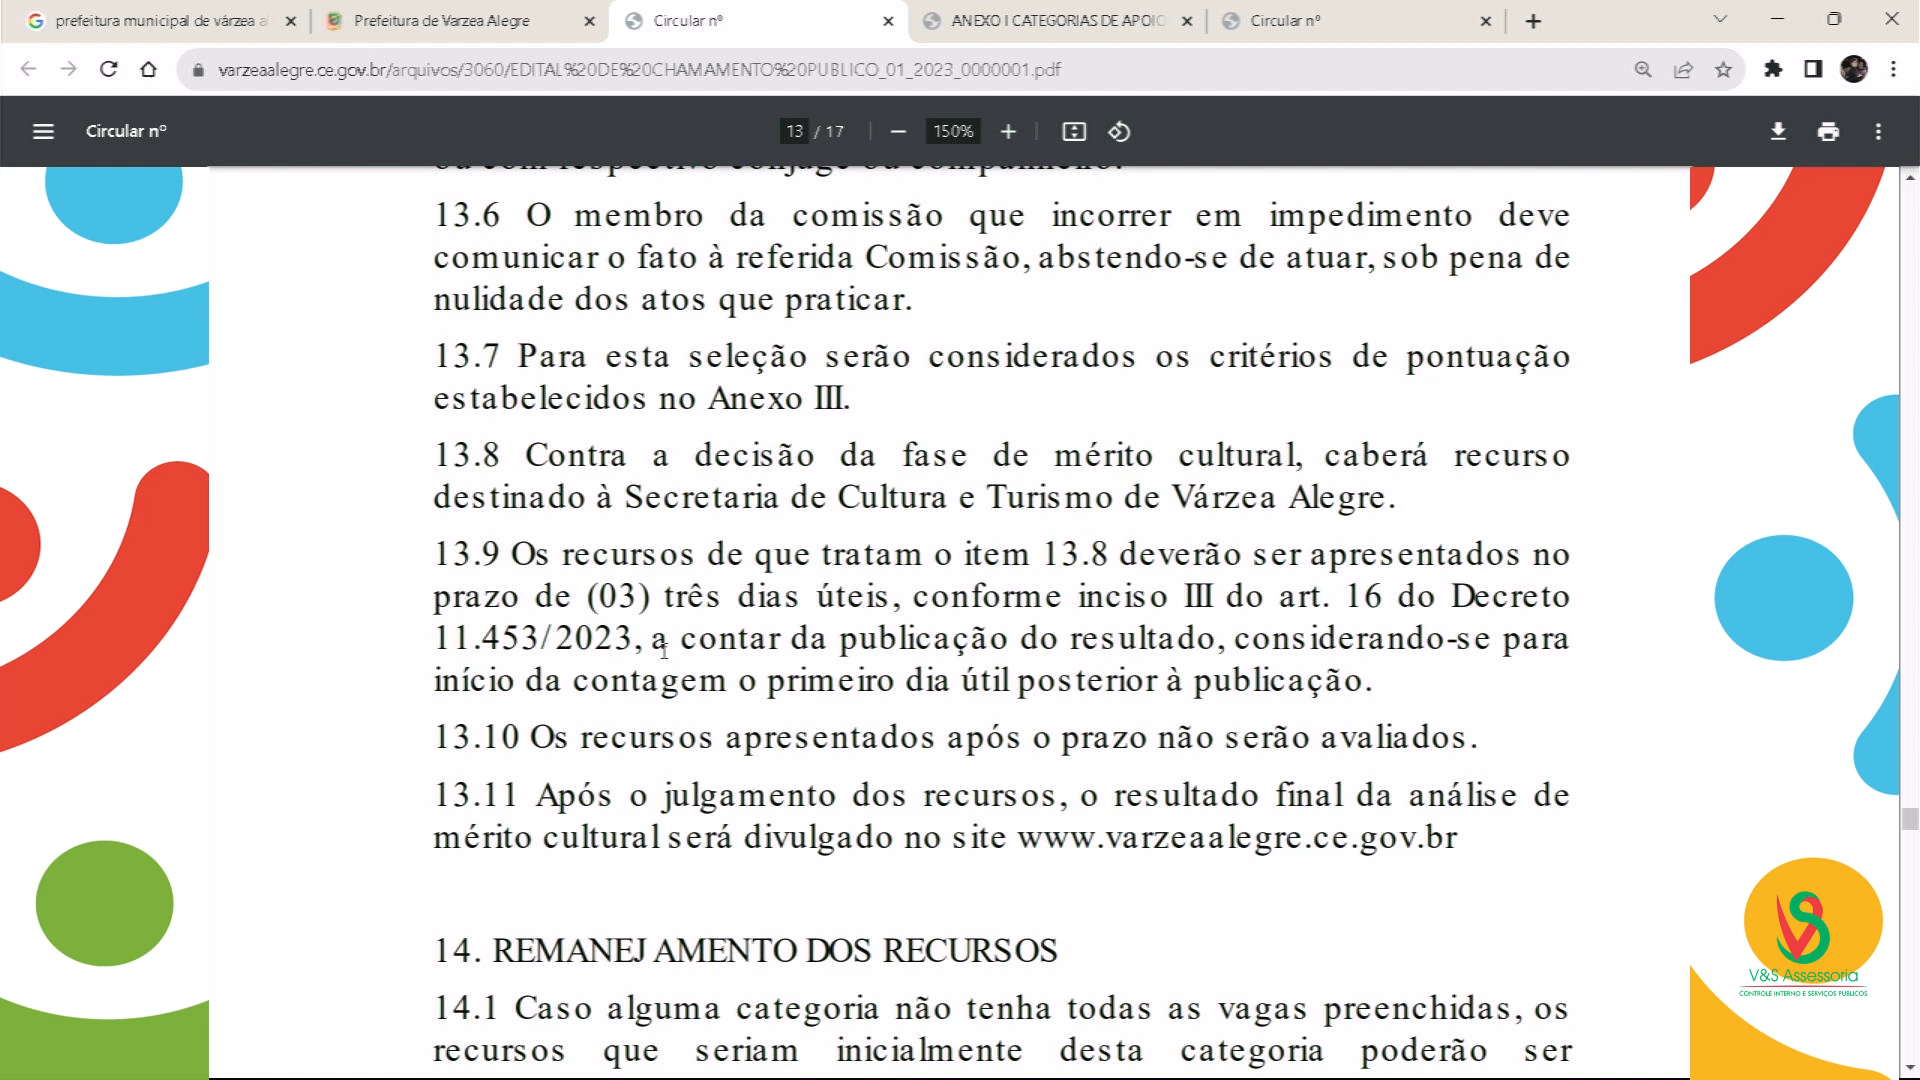 prefeitura municipal de várzea a
Prefeitura de Varzea Alegre
Circular nº
ANEXO I CATEGORIAS DE APOIO
Circular nº
varzeaalegre.ce.gov.br/arquivos/3060/EDITAL%20DE%20CHAMAMENTO%20PUBLICO_01_2023_0000001.pdf
Circular nº
13 / 17
150%
ou com respectivo cônjuge ou companheiro.
13.6 O membro da comissão que incorrer em impedimento deve
comunicar o fato à referida Comissão, abstendo-se de atuar, sob pena de
nulidade dos atos que praticar.
13.7 Para esta seleção serão considerados os critérios de pontuação
estabelecidos no Anexo III.
13.8 Contra a decisão da fase de mérito cultural, caberá recurso
destinado à Secretaria de Cultura e Turismo de Várzea Alegre.
13.9 Os recursos de que tratam o item 13.8 deverão ser apresentados no
prazo de (03) três dias úteis, conforme inciso III do art. 16 do Decreto
11.453/2023, a contar da publicação do resultado, considerando-se para
início da contagem o primeiro dia útil posterior à publicação.
13.10 Os recursos apresentados após o prazo não serão avaliados.
13.11 Após o julgamento dos recursos, o resultado final da análise de
mérito cultural será divulgado no site www.varzeaalegre.ce.gov.br
14. REMANEJAMENTO DOS RECURSOS
14.1 Caso alguma categoria não tenha todas as vagas preenchidas, os
recursos que seriam inicialmente desta categoria poderão ser
V&S Assessoria
CONTROLE INTERNO E SERVIÇOS PÚBLICOS